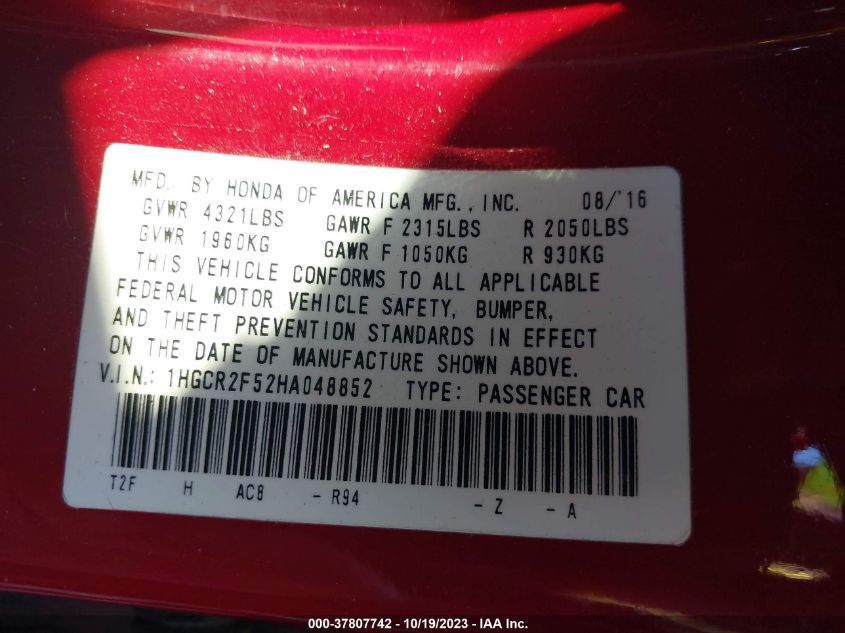 MFD. BY HONDA OF AMERICA MFG., INC. 08/'16
GVWR 4321LBS GAWR F 2315LBS R 2050LBS
GVWR 1960KG GAWR F 1050KG R 930KG
THIS VEHICLE CONFORMS TO ALL APPLICABLE
FEDERAL MOTOR VEHICLE SAFETY, BUMPER,
AND THEFT PREVENTION STANDARDS IN EFFECT
ON THE DATE OF MANUFACTURE SHOWN ABOVE.
V.I.N.: 1HGCR2F52HA048852 TYPE: PASSENGER CAR
T2F H AC8 - R94 - Z - A
000-37807742 - 10/19/2023 - IAA Inc.